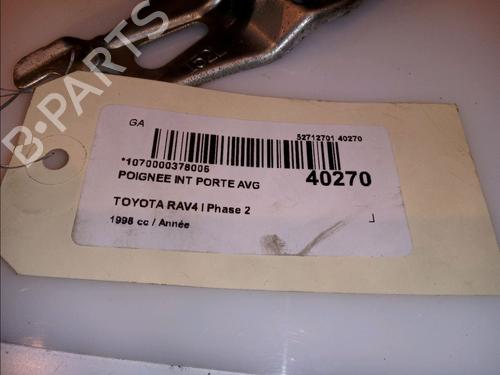 B-PARTS
GA
52712701 40270
*1070000378006
POIGNEE INT PORTE AVG
40270
TOYOTA RAV4 I Phase 2
1998 cc / Année